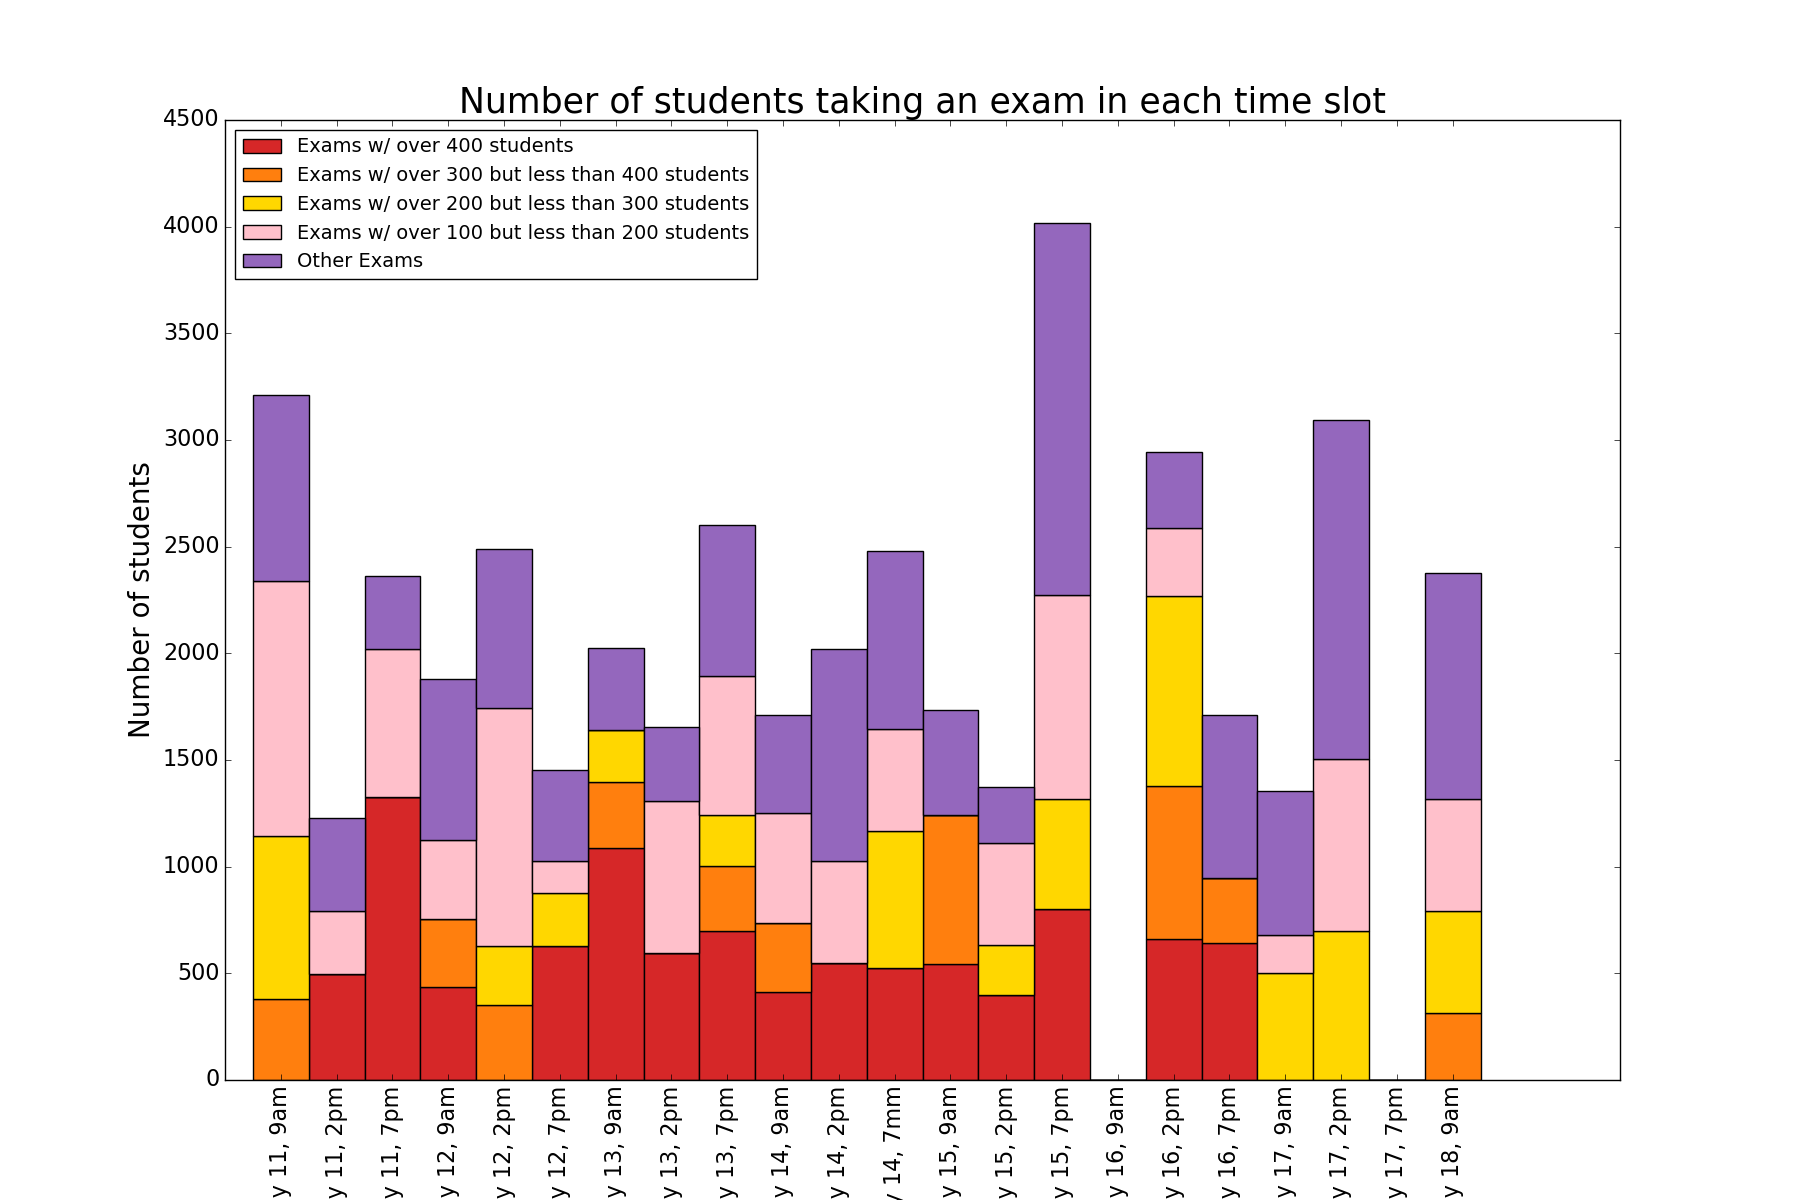 Number of students taking an exam in each time slot
4500
4000
3500
3000
2500
2000
1500
1000
500
0
Number of students
Exams w/ over 400 students
Exams w/ over 300 but less than 400 students
Exams w/ over 200 but less than 300 students
Exams w/ over 100 but less than 200 students
Other Exams
y 11, 9am
y 11, 2pm
y 11, 7pm
y 12, 9am
y 12, 2pm
y 12, 7pm
y 13, 9am
y 13, 2pm
y 13, 7pm
y 14, 9am
y 14, 2pm
y 14, 7mm
y 15, 9am
y 15, 2pm
y 15, 7pm
y 16, 9am
y 16, 2pm
y 16, 7pm
y 17, 9am
y 17, 2pm
y 17, 7pm
y 18, 9am